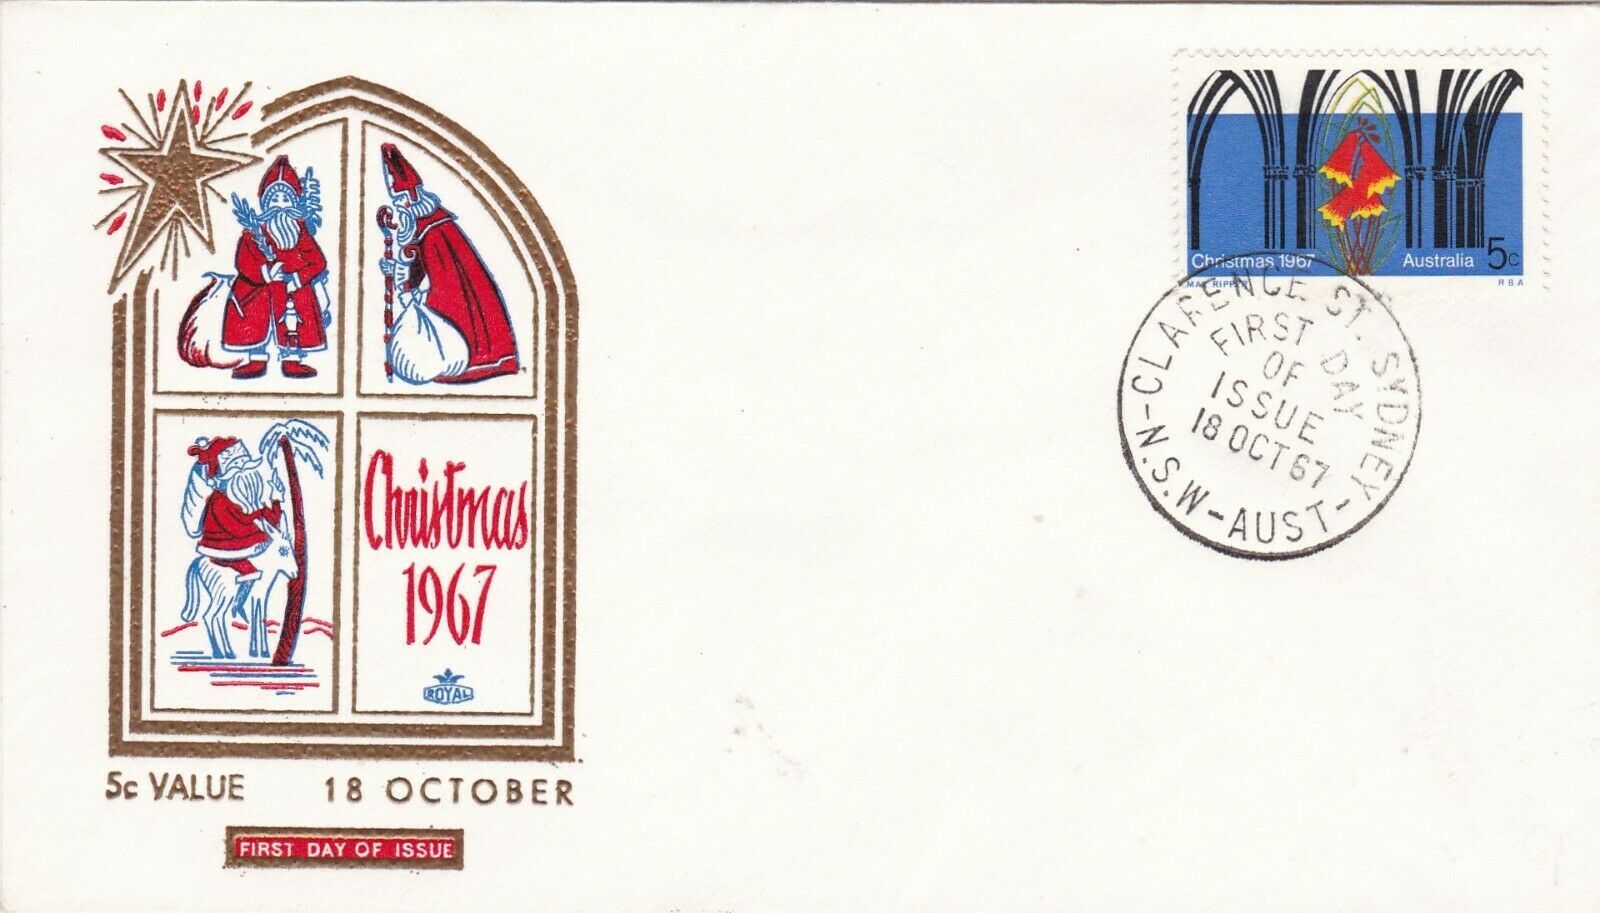 Christmas 1967
Australia 5c
RBA
CLARENCE ST. SYDNEY
N.S.W-AUST-
FIRST DAY
OF
ISSUE
18 OCT 67
Christmas
1967
ROYAL
5c VALUE 18 OCTOBER
FIRST DAY OF ISSUE